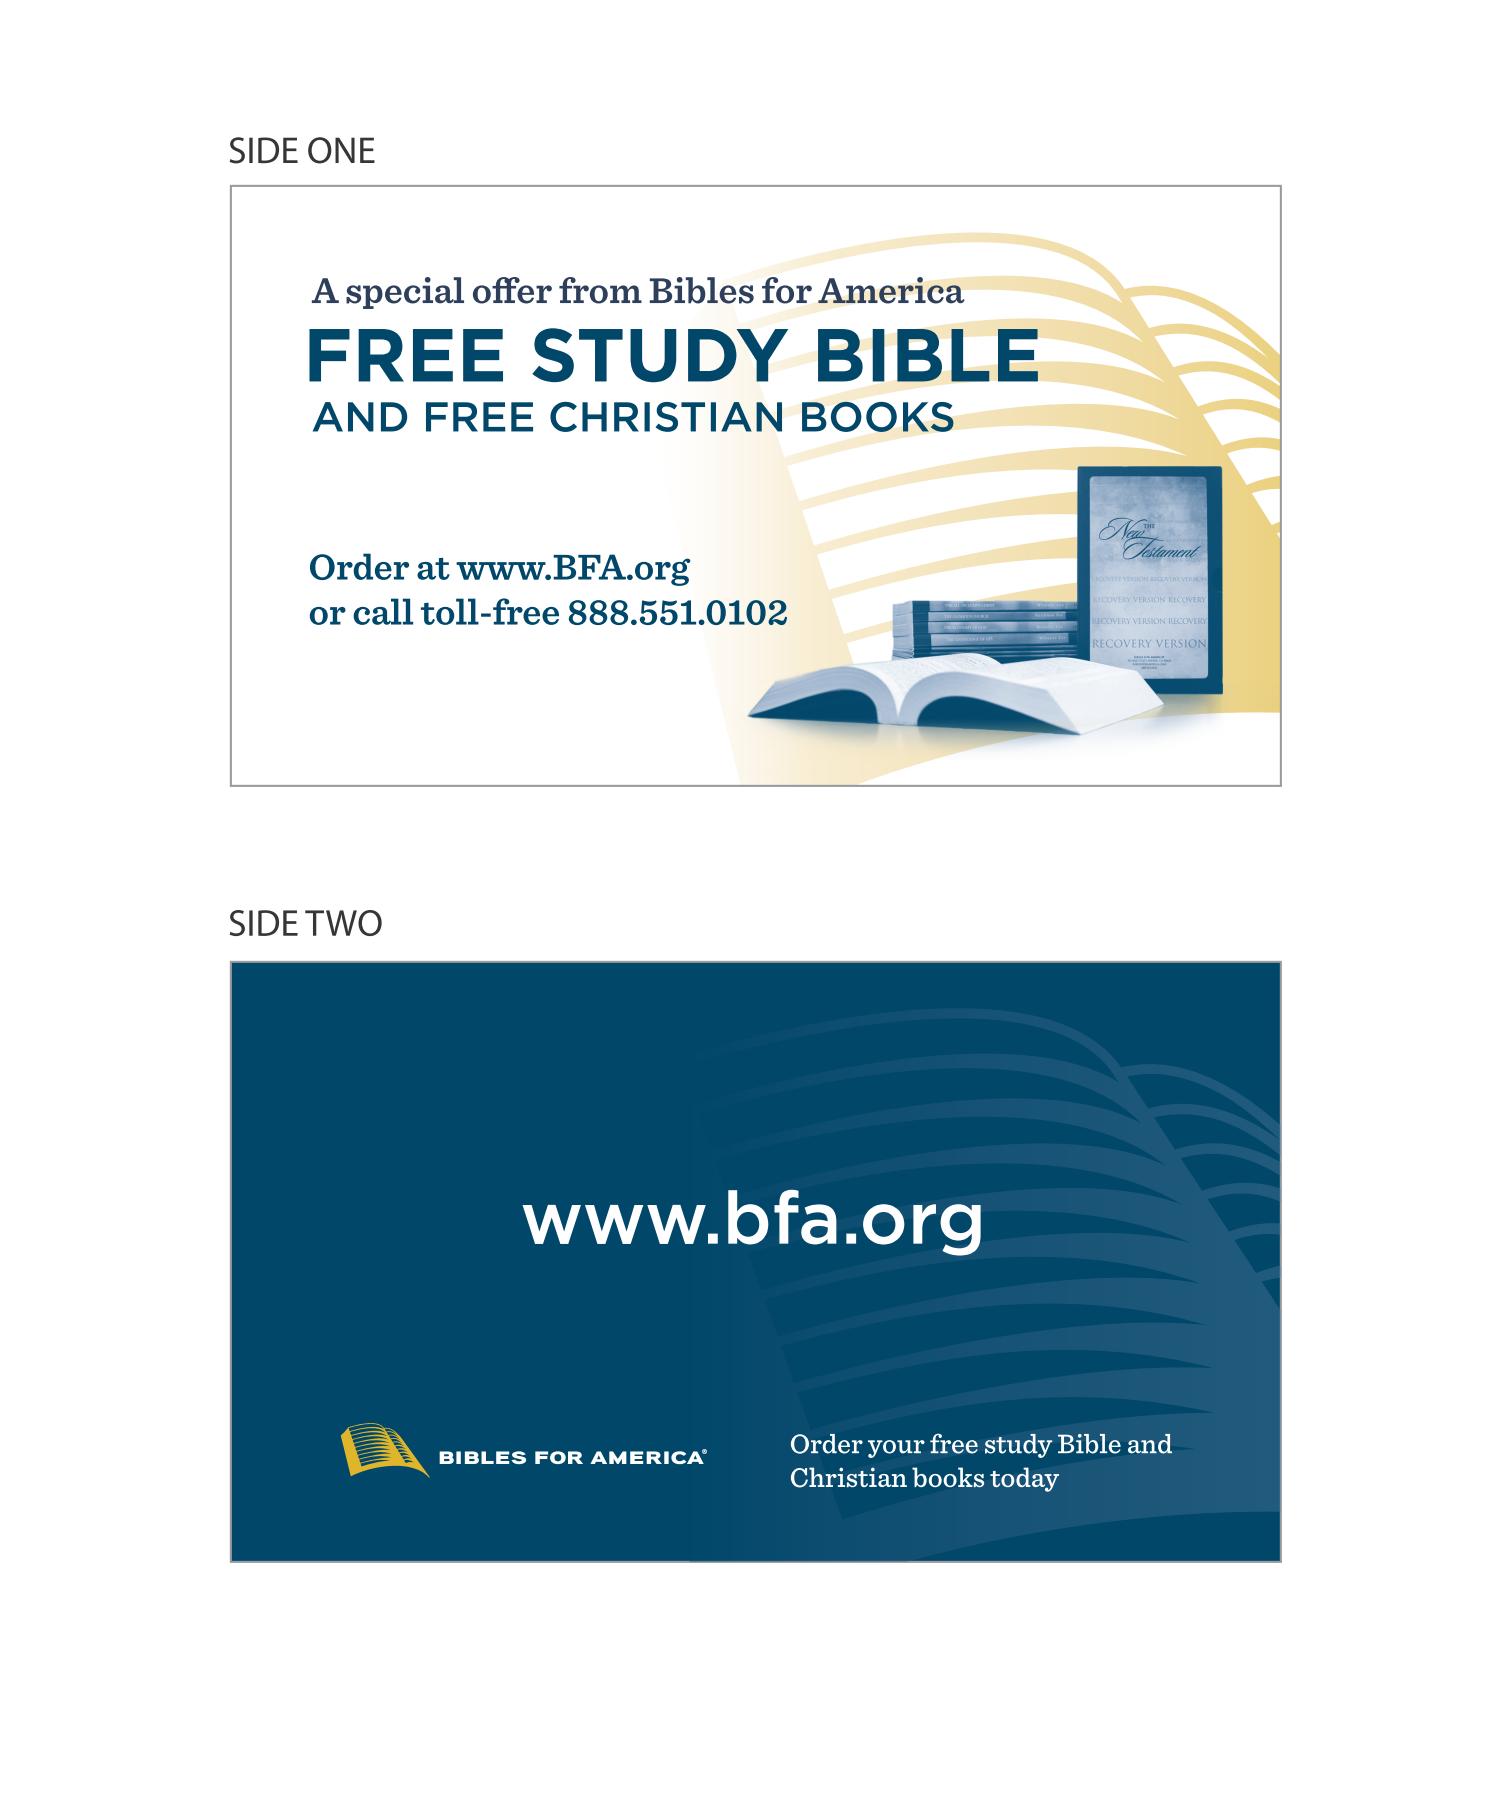 SIDE ONE
A special offer from Bibles for America
FREE STUDY BIBLE
AND FREE CHRISTIAN BOOKS
Order at www.BFA.org
or call toll-free 888.551.0102
THE
New
Testament
RECOVERY VERSION RECOVERY VERSION
RECOVERY VERSION RECOVERY
RECOVERY VERSION RECOVERY
RECOVERY VERSION
SIDE TWO
www.bfa.org
BIBLES FOR AMERICA®
Order your free study Bible and
Christian books today